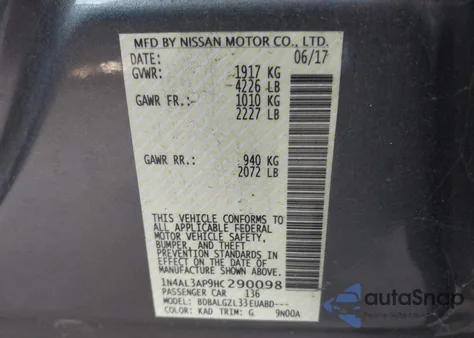 MFD BY NISSAN MOTOR CO., LTD.
DATE: 06/17
GVWR: 1917 KG
4226 LB
GAWR FR.: 1010 KG
2227 LB
GAWR RR.: 940 KG
2072 LB
THIS VEHICLE CONFORMS TO
ALL APPLICABLE FEDERAL
MOTOR VEHICLE SAFETY,
BUMPER, AND THEFT
PREVENTION STANDARDS IN
EFFECT ON THE DATE OF
MANUFACTURE SHOWN ABOVE.
1N4AL3AP9HC290098
PASSENGER CAR 136
MODEL: BDBALGZL33EUABD---
COLOR: KAD TRIM: G 9N00A
autoSnap